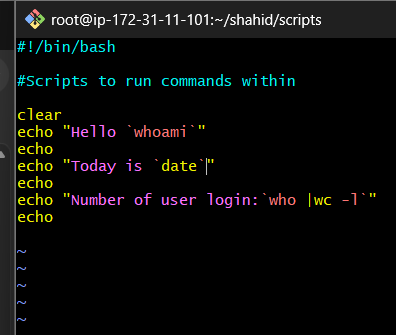 root@ip-172-31-11-101:~/shahid/scripts
#!/bin/bash
#Scripts to run commands within
clear
echo "Hello `whoami`"
echo
echo "Today is `date`"
echo
echo "Number of user login:`who |wc -l`"
echo
~
~
~
~
~